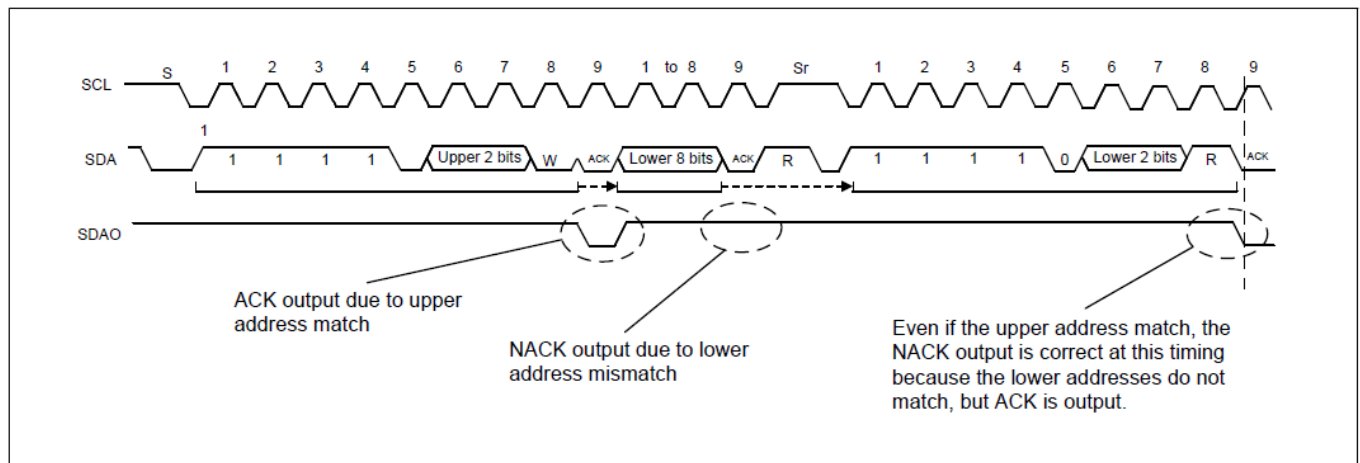 S 1 2 3 4 5 6 7 8 9 1 to 8 9 Sr 1 2 3 4 5 6 7 8 9
SCL
1
SDA 1 1 1 1 Upper 2 bits W ACK Lower 8 bits ACK R 1 1 1 1 0 Lower 2 bits R ACK
SDAO
ACK output due to upper
address match
NACK output due to lower
address mismatch
Even if the upper address match, the
NACK output is correct at this timing
because the lower addresses do not
match, but ACK is output.